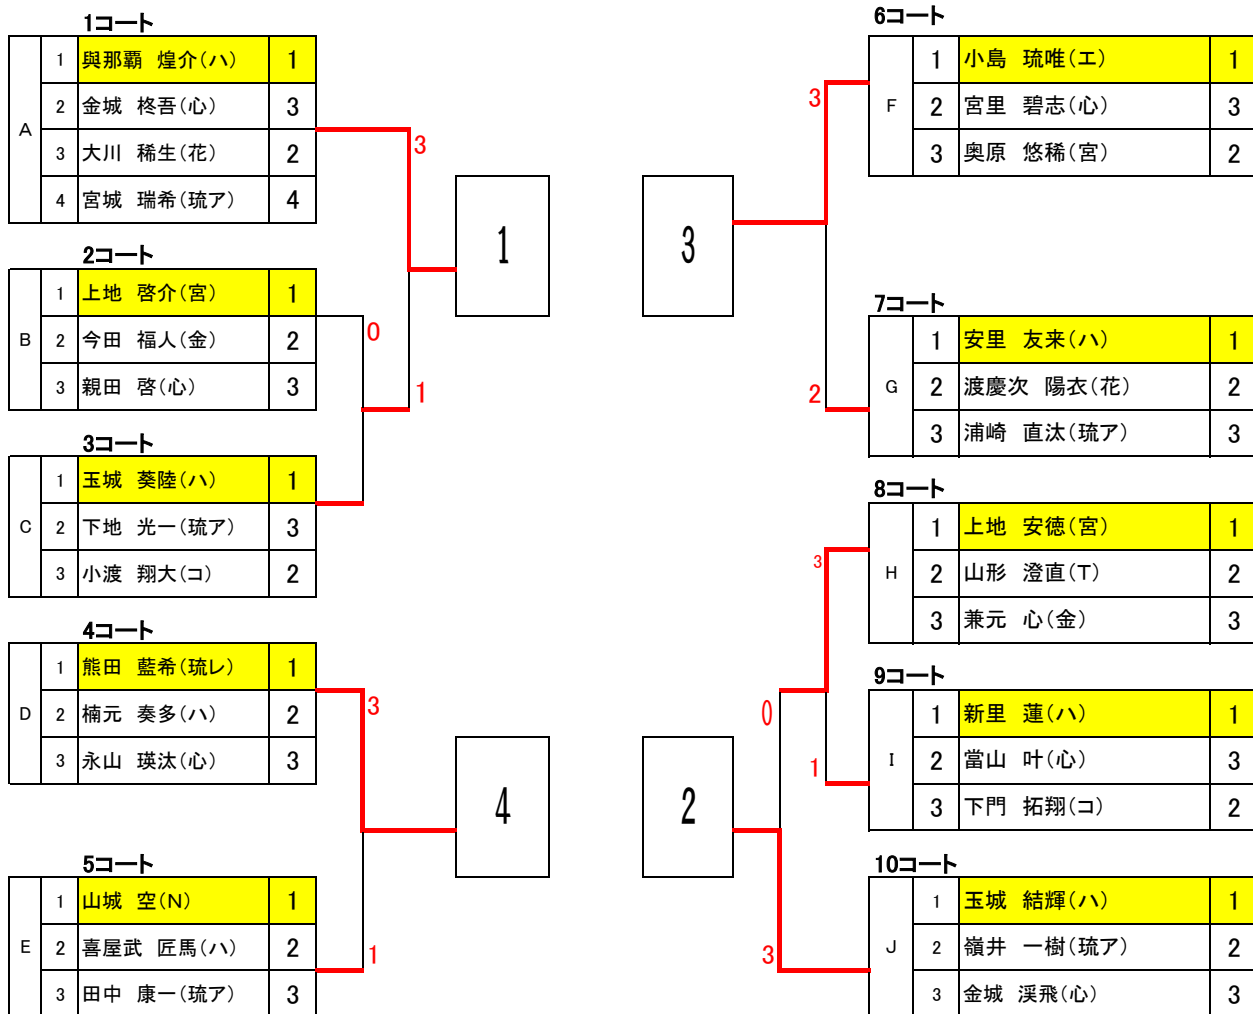 1コート
A
1 與那覇 煌介(ハ) 1
2 金城 柊吾(心) 3
3 大川 稀生(花) 2
4 宮城 瑞希(琉ア) 4
3
1
2コート
B
1 上地 啓介(宮) 1
2 今田 福人(金) 2
3 親田 啓(心) 3
0
1
3コート
C
1 玉城 葵陸(ハ) 1
2 下地 光一(琉ア) 3
3 小渡 翔大(コ) 2
4コート
D
1 熊田 藍希(琉レ) 1
2 楠元 奏多(ハ) 2
3 永山 瑛汰(心) 3
3
4
5コート
E
1 山城 空(N) 1
2 喜屋武 匠馬(ハ) 2
3 田中 康一(琉ア) 3
1
6コート
F
1 小島 琉唯(エ) 1
2 宮里 碧志(心) 3
3 奥原 悠稀(宮) 2
3
3
7コート
G
1 安里 友来(ハ) 1
2 渡慶次 陽衣(花) 2
3 浦崎 直汰(琉ア) 3
2
8コート
H
1 上地 安徳(宮) 1
2 山形 澄直(T) 2
3 兼元 心(金) 3
3
0
9コート
I
1 新里 蓮(ハ) 1
2 當山 叶(心) 3
3 下門 拓翔(コ) 2
1
2
10コート
J
1 玉城 結輝(ハ) 1
2 嶺井 一樹(琉ア) 2
3 金城 渓飛(心) 3
3